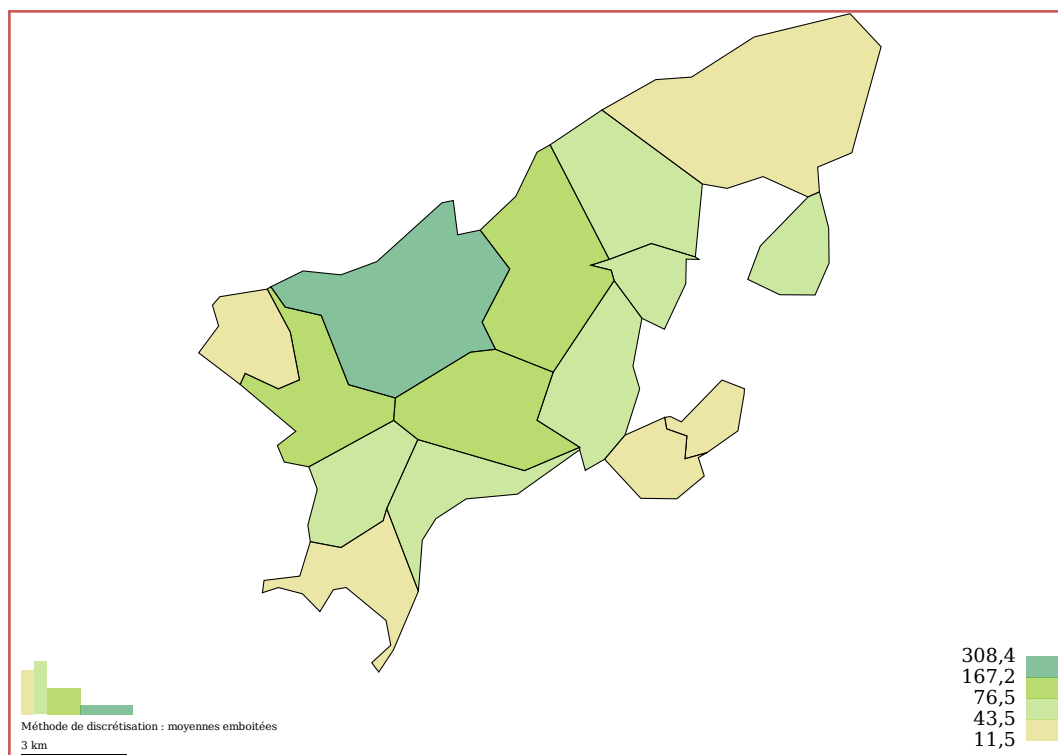 308,4
167,2
76,5
43,5
11,5
Méthode de discrétisation : moyennes emboitées
3 km